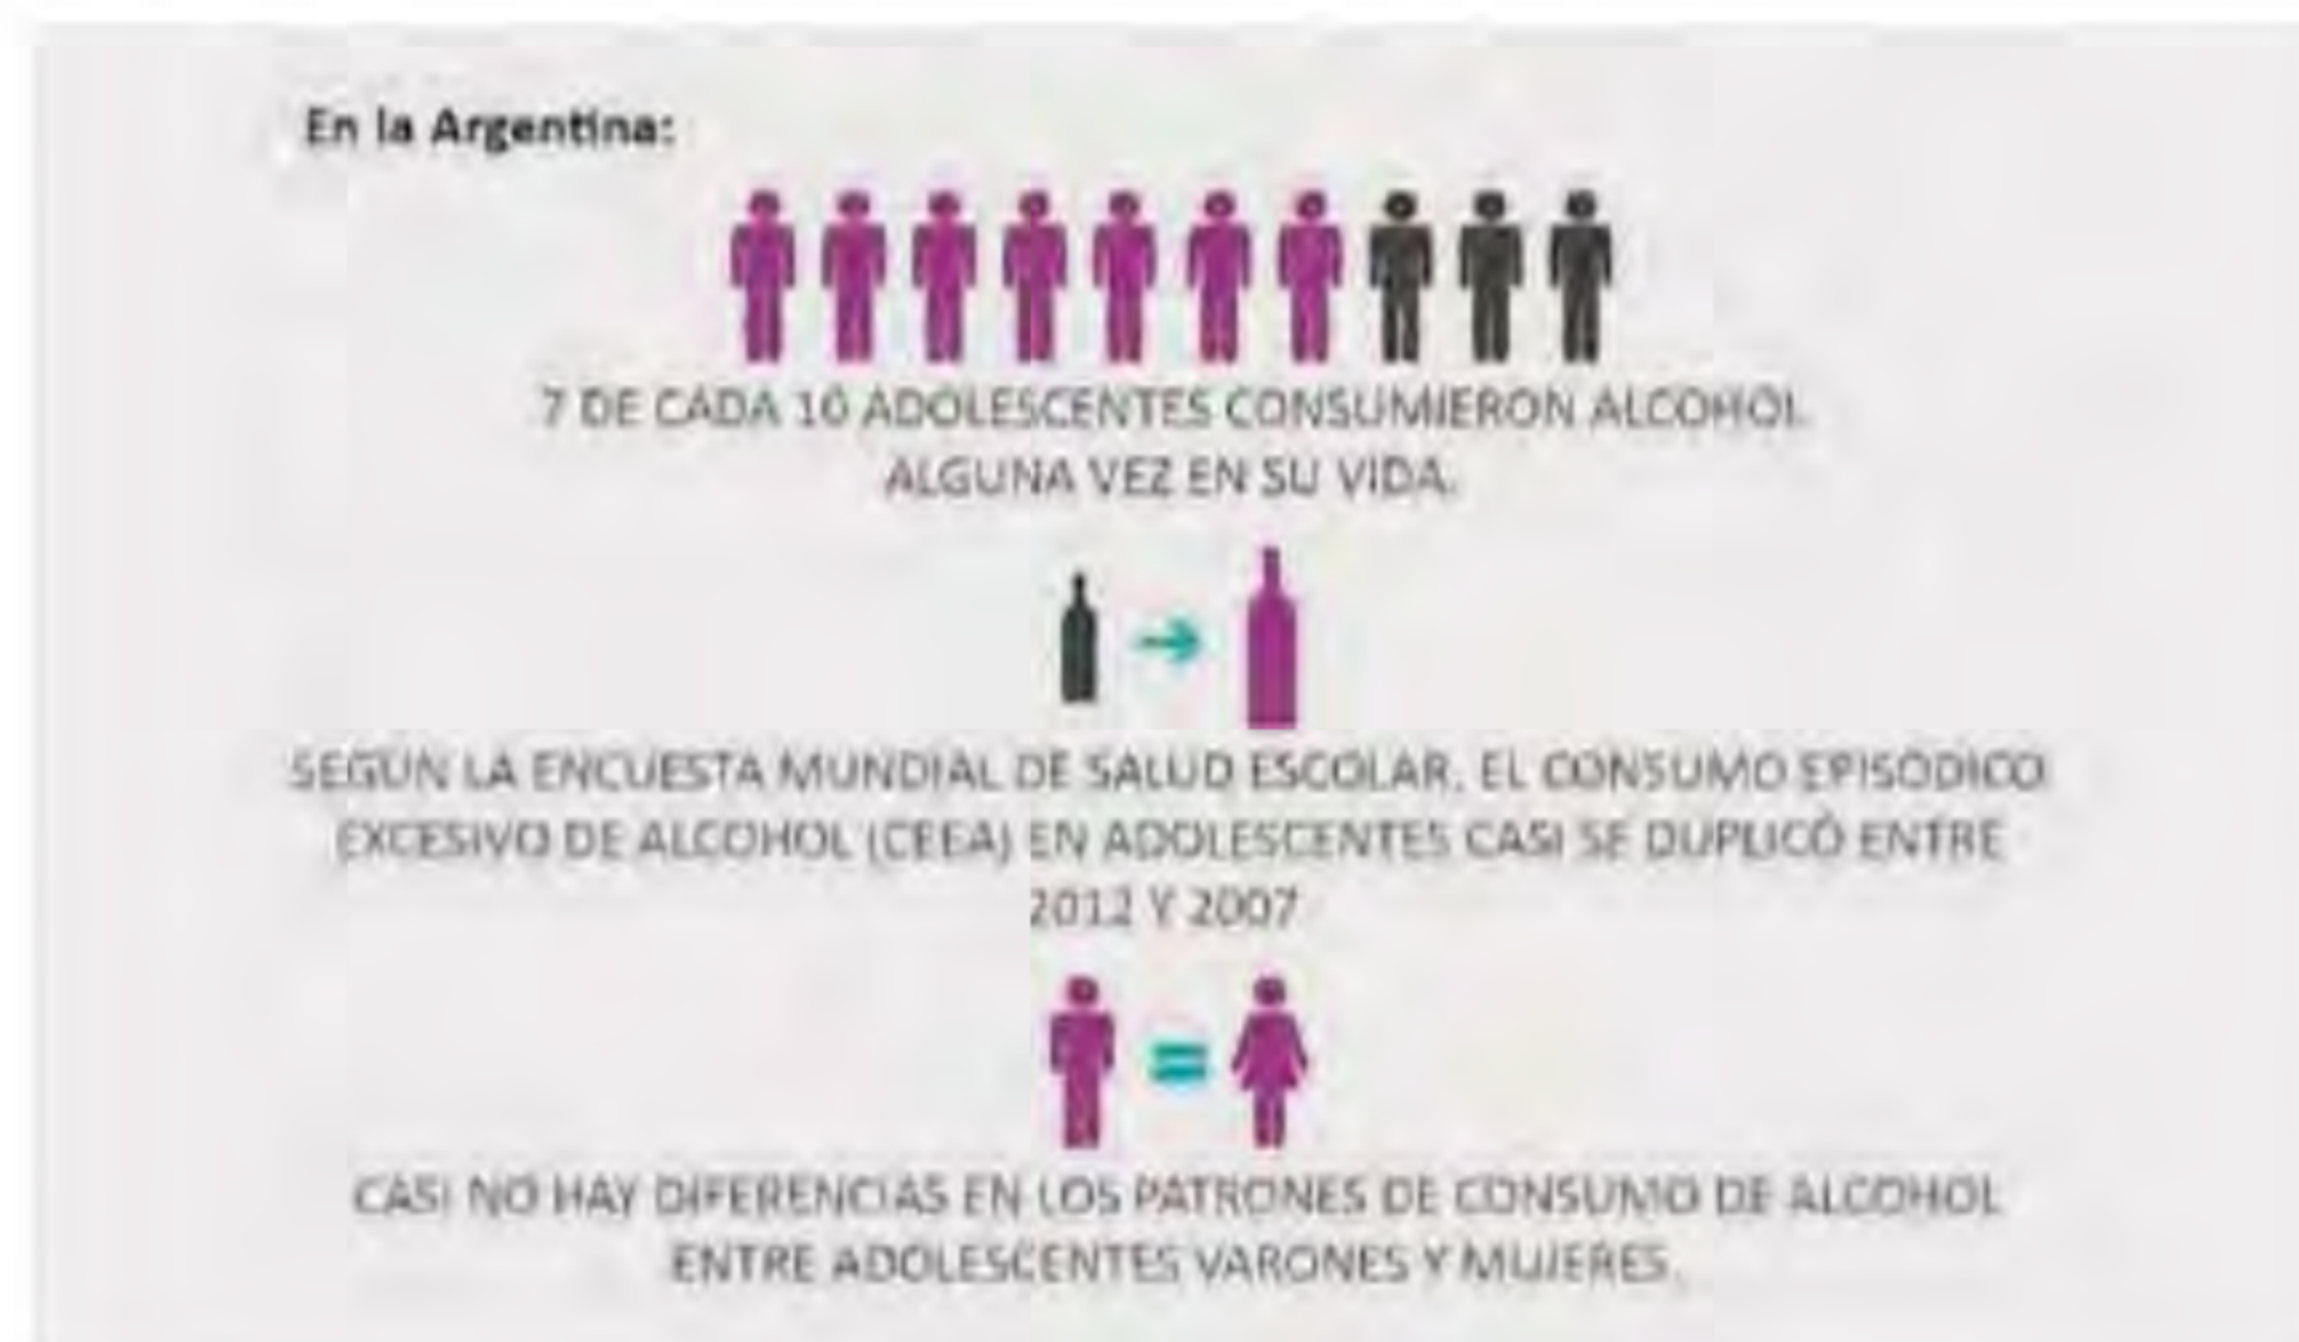 En la Argentina:
7 DE CADA 10 ADOLESCENTES CONSUMIERON ALCOHOL
ALGUNA VEZ EN SU VIDA.
SEGÚN LA ENCUESTA MUNDIAL DE SALUD ESCOLAR, EL CONSUMO EPISÓDICO
EXCESIVO DE ALCOHOL (CEEA) EN ADOLESCENTES CASI SE DUPLICÓ ENTRE
2012 Y 2007
CASI NO HAY DIFERENCIAS EN LOS PATRONES DE CONSUMO DE ALCOHOL
ENTRE ADOLESCENTES VARONES Y MUJERES.